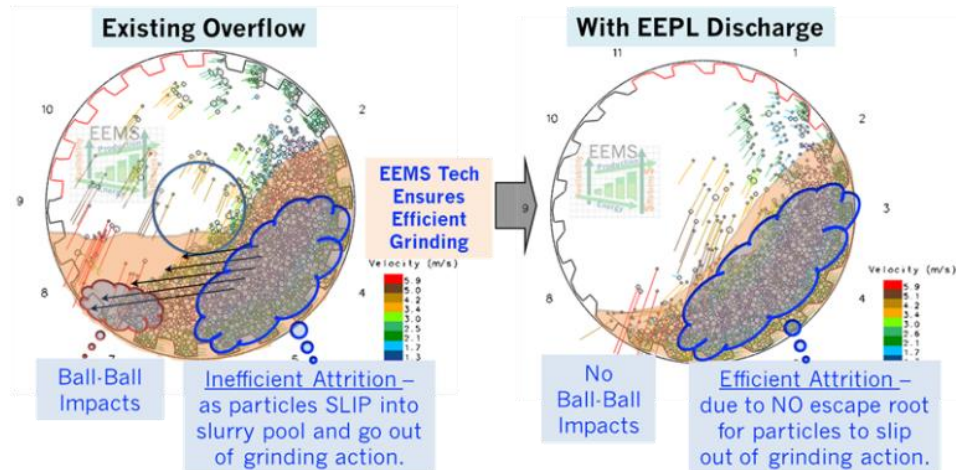 Existing Overflow
With EEPL Discharge
10
2
9
8
4
EEMS
11
1
10
2
3
8
4
EEMS
EEMS Tech
Ensures
Efficient
Grinding
9
Velocity (m/s)
5.9
5.0
4.2
3.4
3.0
2.5
2.1
1.7
1.3
Velocity (m/s)
5.9
5.1
4.2
3.4
3.0
2.6
2.1
1.7
1.2
Ball-Ball
Impacts
Inefficient Attrition –
as particles SLIP into
slurry pool and go out
of grinding action.
No
Ball-Ball
Impacts
Efficient Attrition –
due to NO escape root
for particles to slip
out of grinding action.